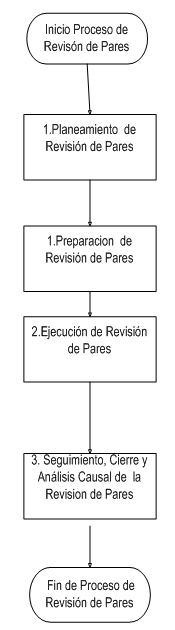 Inicio Proceso de
Revisón de Pares
1.Planeamiento de
Revisión de Pares
1.Preparacion de
Revisión de Pares
2.Ejecución de Revisión
de Pares
3. Seguimiento, Cierre y
Análisis Causal de la
Revision de Pares
Fin de Proceso de
Revisión de Pares